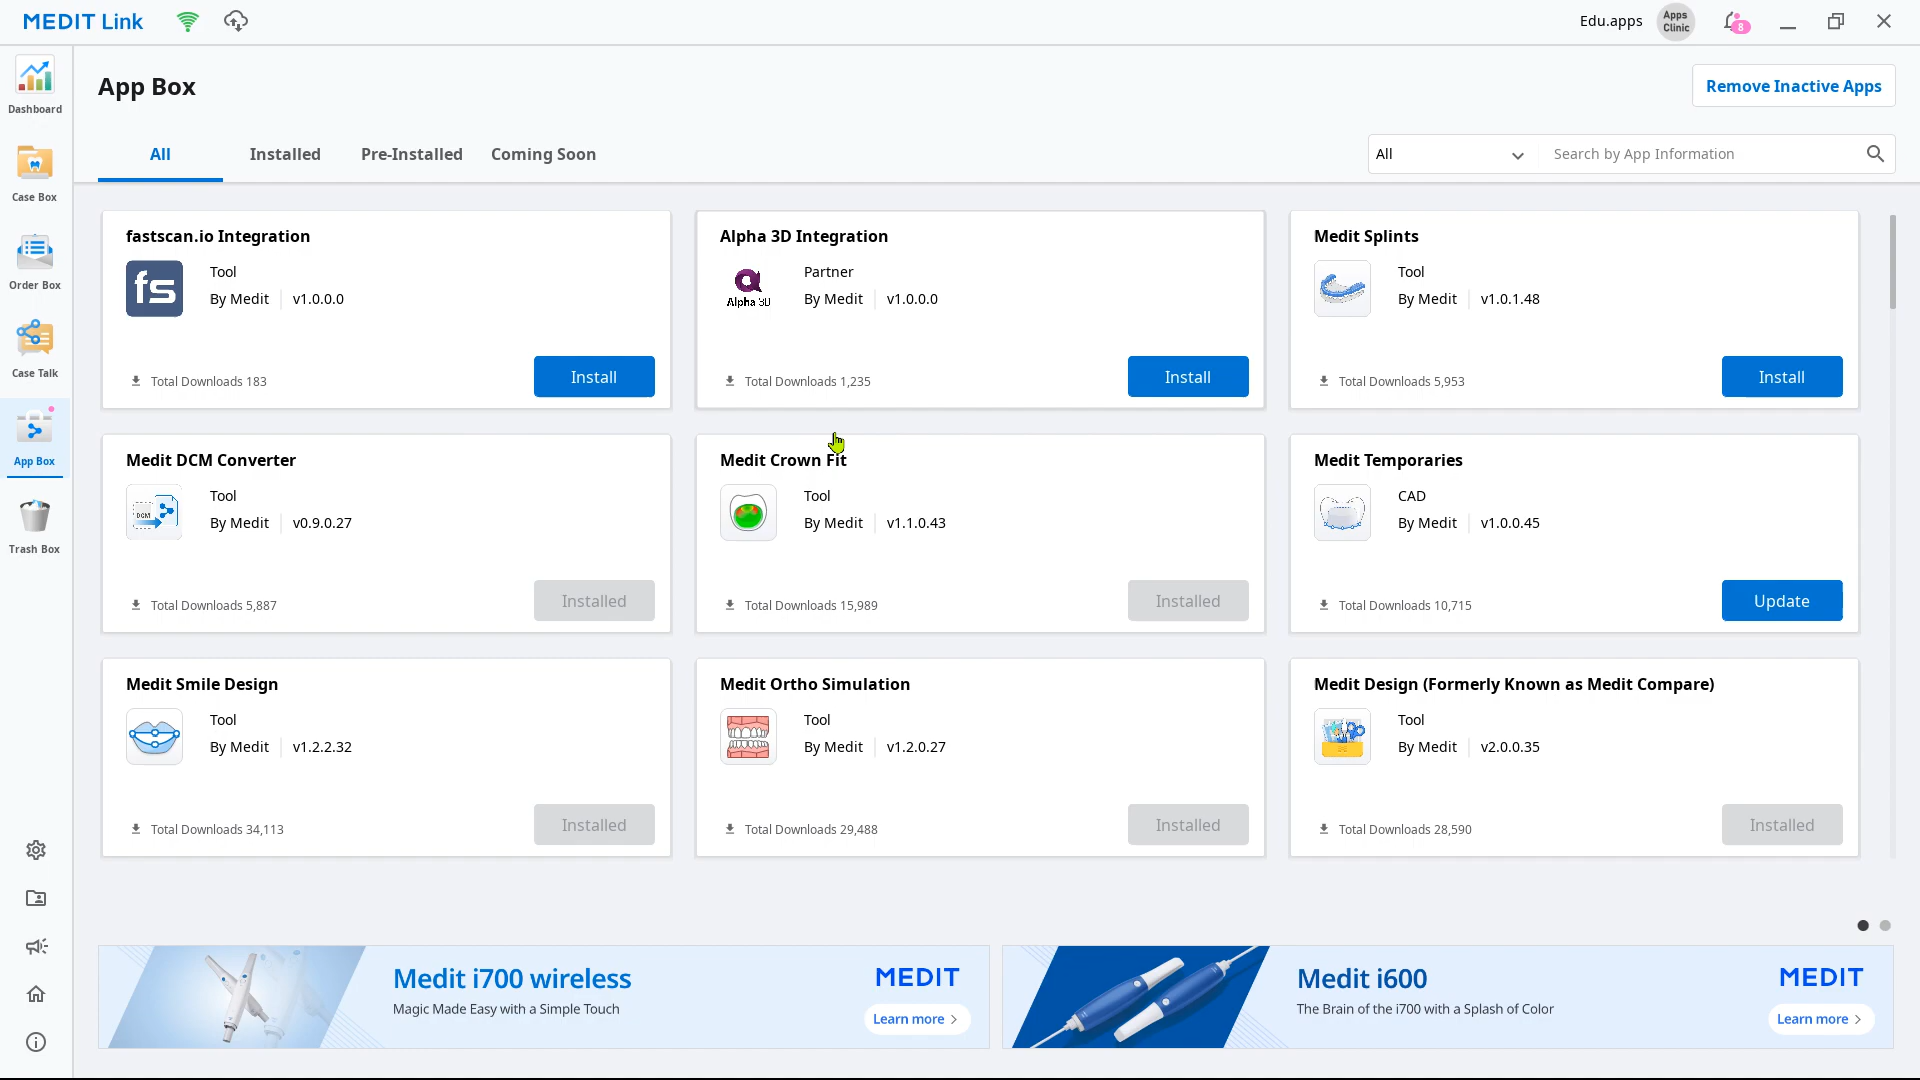 MEDIT Link
Edu.apps
Apps
Clinic
8
Dashboard
Case Box
Order Box
Case Talk
App Box
Trash Box
App Box
Remove Inactive Apps
All
Installed
Pre-Installed
Coming Soon
All
Search by App Information
fastscan.io Integration
fs
Tool
By Medit
v1.0.0.0
Total Downloads 183
Install
Alpha 3D Integration
Alpha 3D
Partner
By Medit
v1.0.0.0
Total Downloads 1,235
Install
Medit Splints
Tool
By Medit
v1.0.1.48
Total Downloads 5,953
Install
Medit DCM Converter
DCM
Tool
By Medit
v0.9.0.27
Total Downloads 5,887
Installed
Medit Crown Fit
Tool
By Medit
v1.1.0.43
Total Downloads 15,989
Installed
Medit Temporaries
CAD
By Medit
v1.0.0.45
Total Downloads 10,715
Update
Medit Smile Design
Tool
By Medit
v1.2.2.32
Total Downloads 34,113
Installed
Medit Ortho Simulation
Tool
By Medit
v1.2.0.27
Total Downloads 29,488
Installed
Medit Design (Formerly Known as Medit Compare)
Tool
By Medit
v2.0.0.35
Total Downloads 28,590
Installed
Medit i700 wireless
Magic Made Easy with a Simple Touch
MEDIT
Learn more >
Medit i600
The Brain of the i700 with a Splash of Color
MEDIT
Learn more >